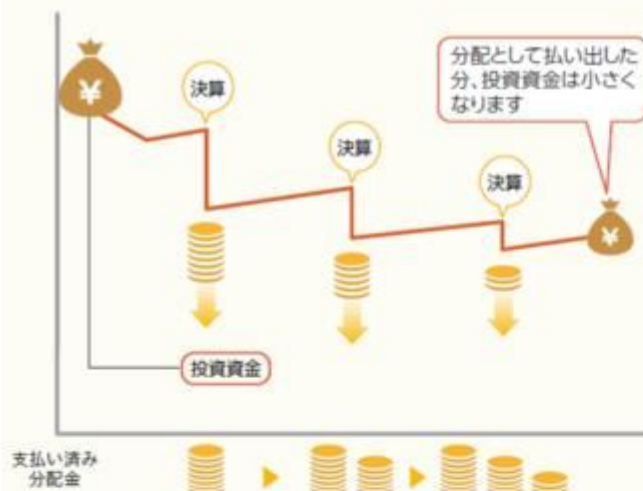 決算
決算
決算
分配として払い出した
分、投資資金は小さく
なります
¥
¥
投資資金
支払い済み
分配金